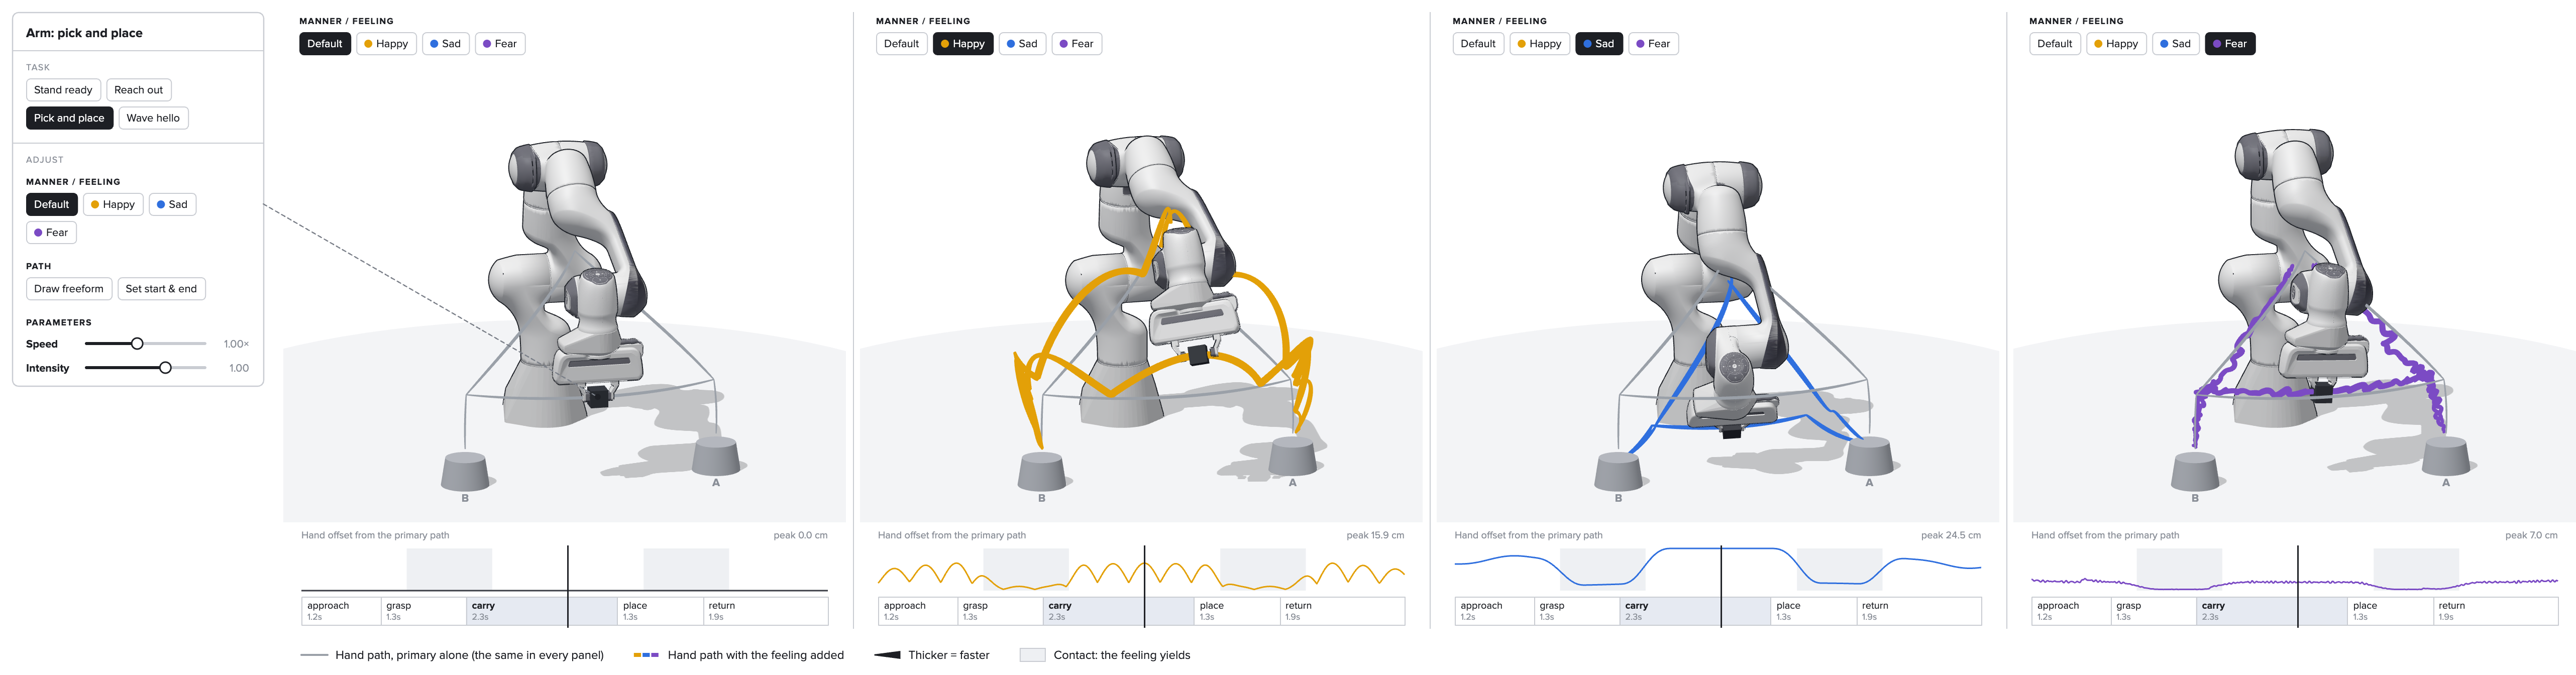 Arm: pick and place
TASK
Stand ready
Reach out
Pick and place
Wave hello
ADJUST
MANNER / FEELING
Default
Happy
Sad
Fear
PATH
Draw freeform
Set start & end
PARAMETERS
Speed 1.00×
Intensity 1.00
MANNER / FEELING
Default Happy Sad Fear
B
A
Hand offset from the primary path peak 0.0 cm
approach grasp carry place return
1.2s 1.3s 2.3s 1.3s 1.9s
MANNER / FEELING
Default Happy Sad Fear
B
A
Hand offset from the primary path peak 15.9 cm
approach grasp carry place return
1.2s 1.3s 2.3s 1.3s 1.9s
MANNER / FEELING
Default Happy Sad Fear
B
A
Hand offset from the primary path peak 24.5 cm
approach grasp carry place return
1.2s 1.3s 2.3s 1.3s 1.9s
MANNER / FEELING
Default Happy Sad Fear
B
A
Hand offset from the primary path peak 7.0 cm
approach grasp carry place return
1.2s 1.3s 2.3s 1.3s 1.9s
Hand path, primary alone (the same in every panel)
Hand path with the feeling added
Thicker = faster
Contact: the feeling yields